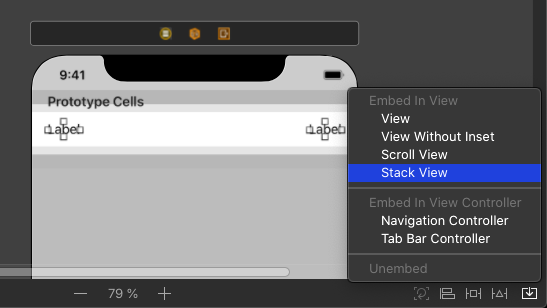 9:41
Prototype Cells
Label
Label
Embed In View
View
View Without Inset
Scroll View
Stack View
Embed In View Controller
Navigation Controller
Tab Bar Controller
Unembed
79 %